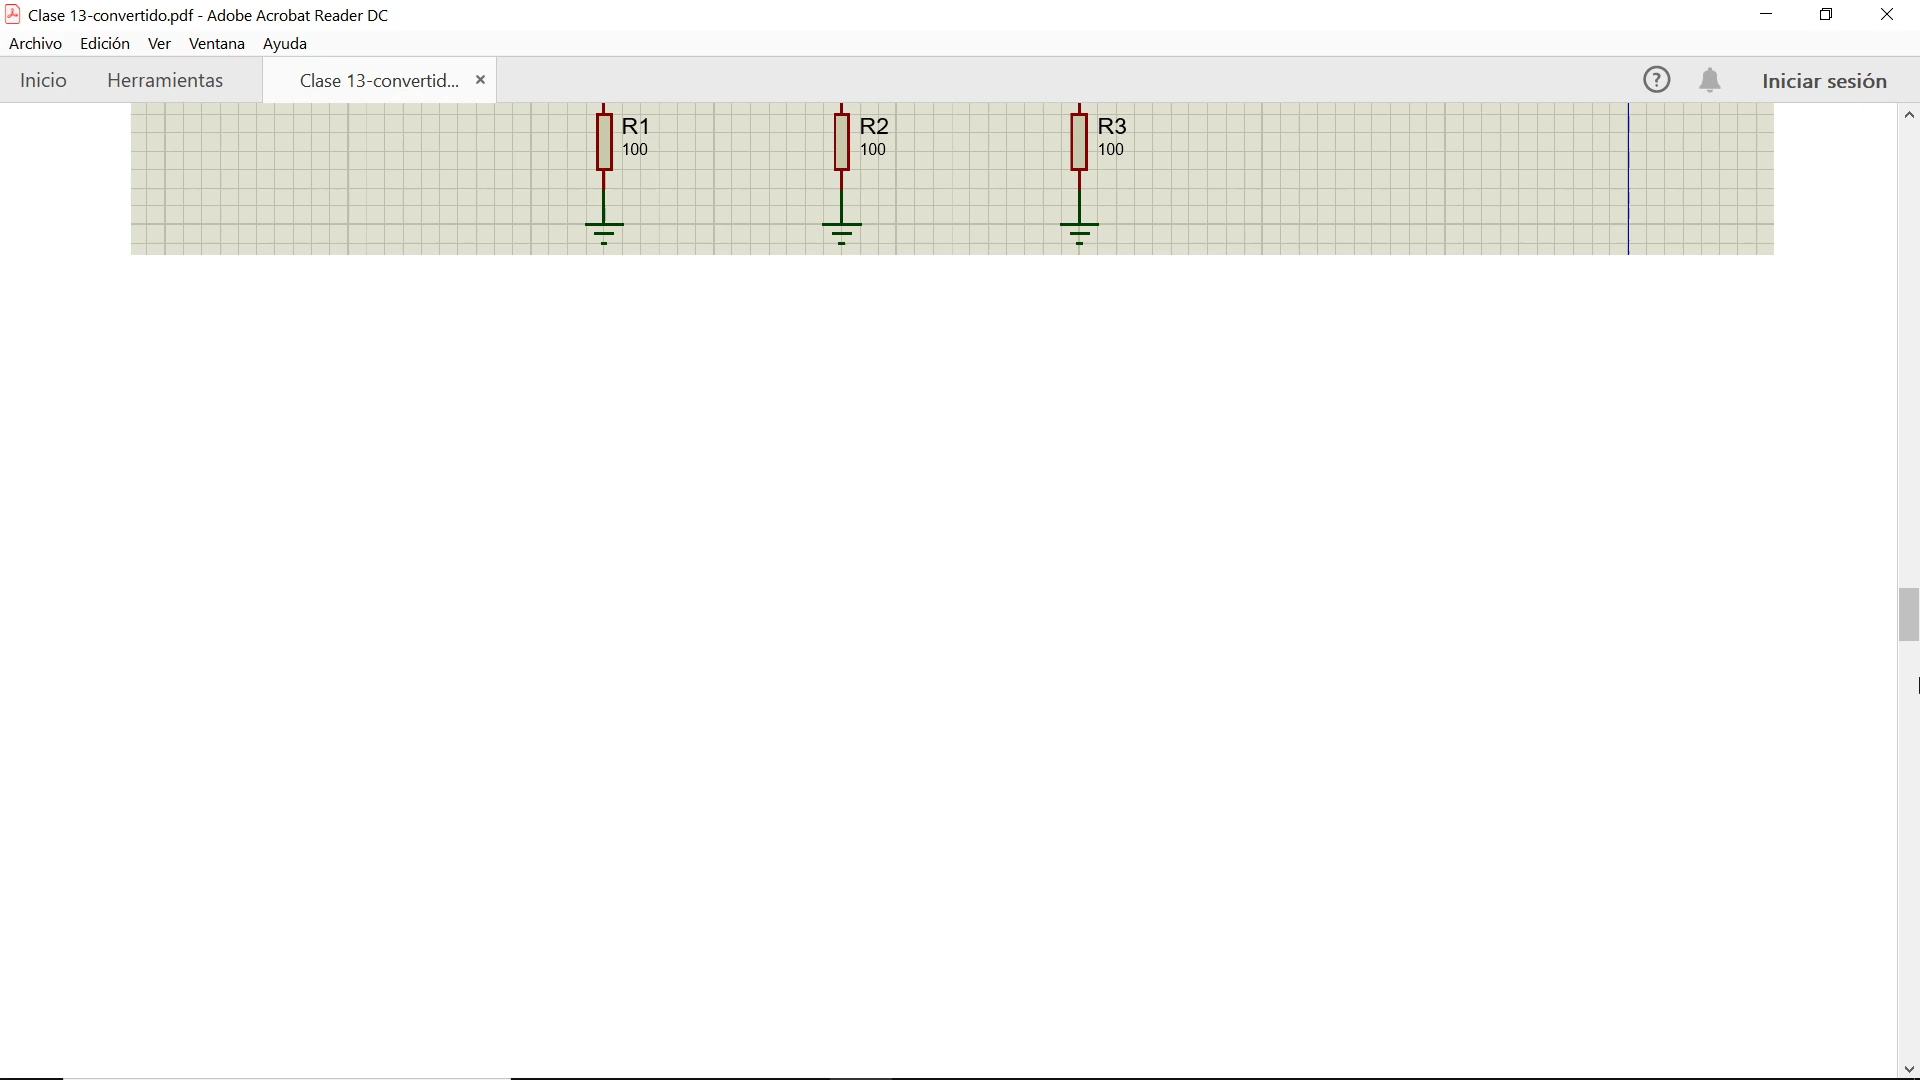 Clase 13-convertido.pdf - Adobe Acrobat Reader DC
Archivo Edición Ver Ventana Ayuda
Inicio Herramientas Clase 13-convertid... × ? Iniciar sesión
R1 R2 R3
100 100 100